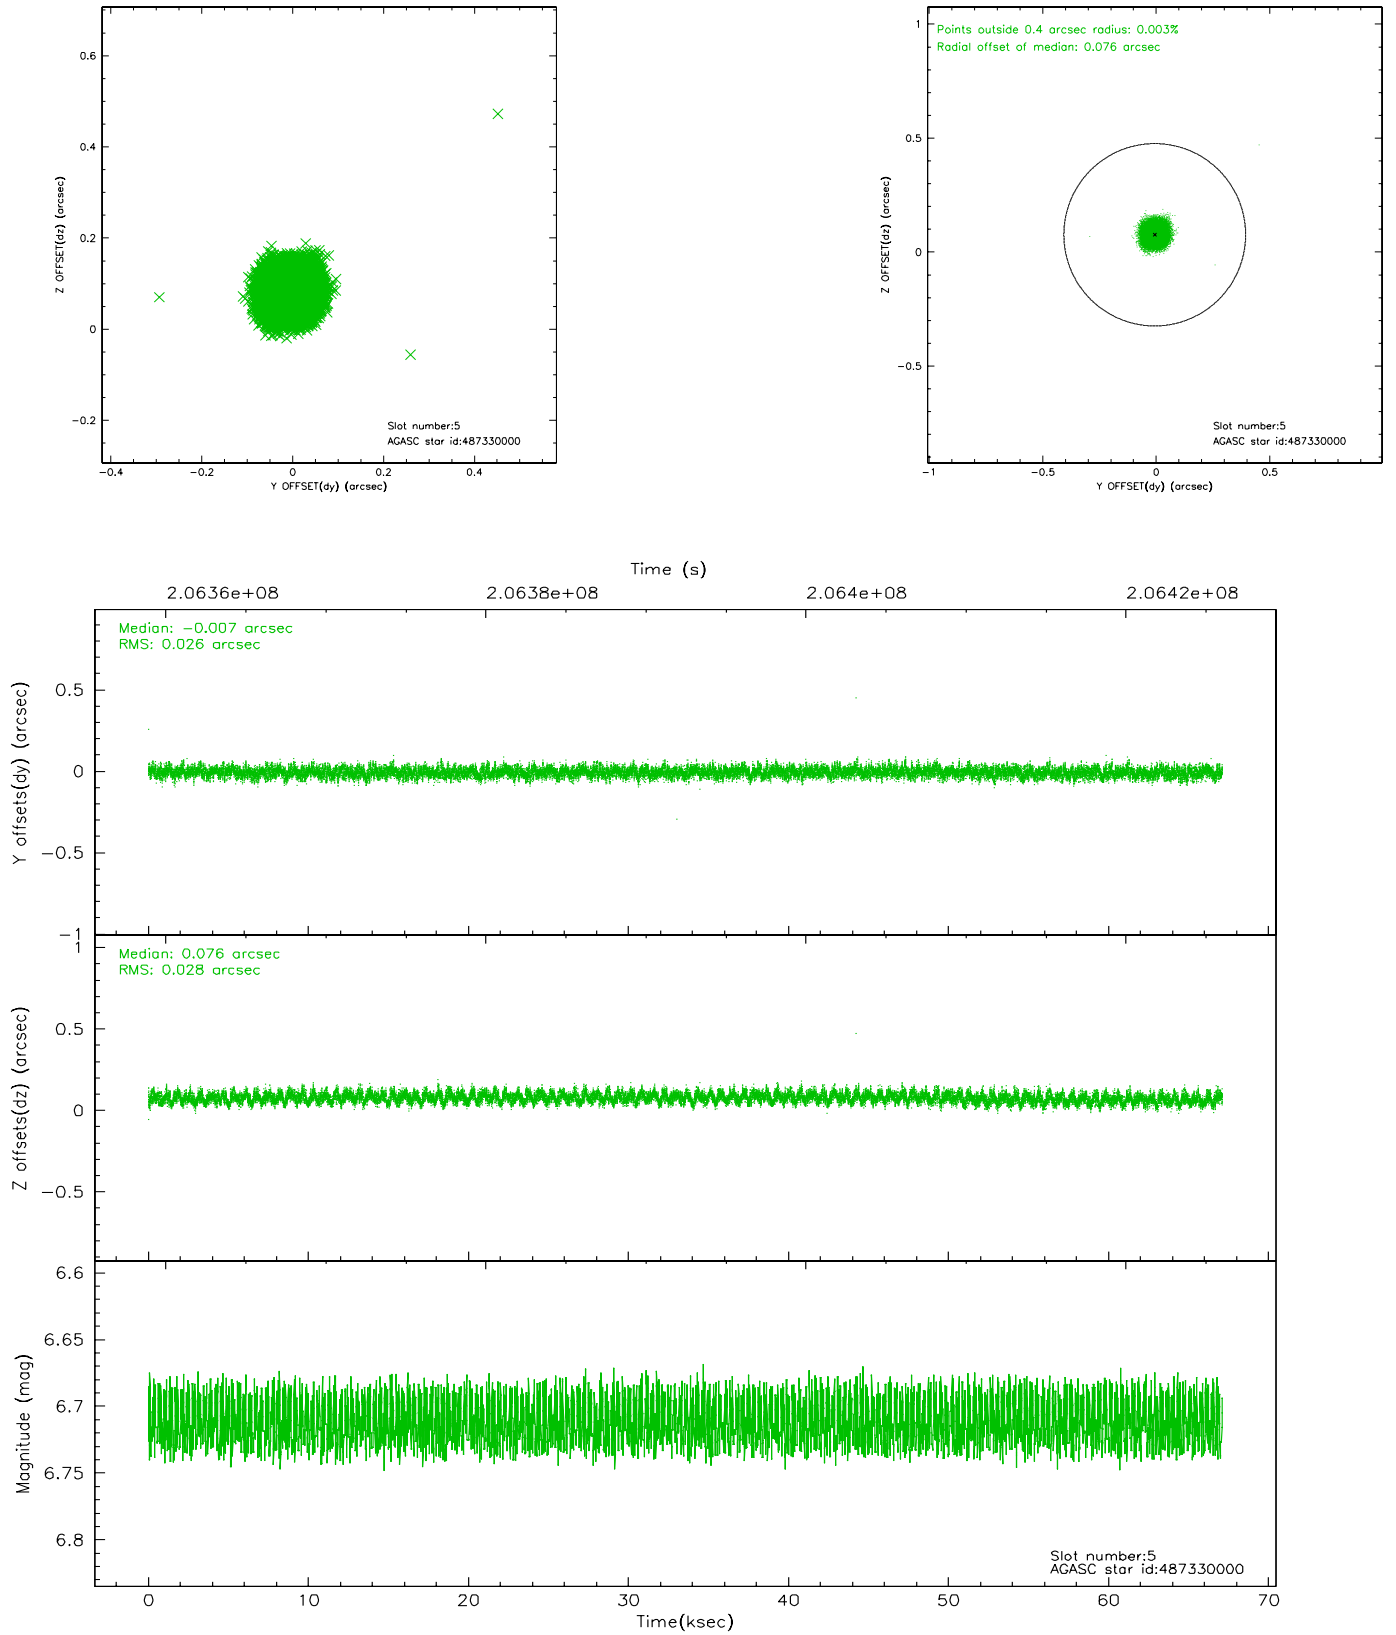 0.6
0.4
0.2
0
−0.2
−0.4
−0.2
0
0.2
0.4
Z OFFSET(dz) (arcsec)
Y OFFSET(dy) (arcsec)
Slot number:5
AGASC star id:487330000
Points outside 0.4 arcsec radius: 0.003%
Radial offset of median: 0.076 arcsec
1
0.5
0
−0.5
−1
−0.5
0
0.5
Z OFFSET(dz) (arcsec)
Y OFFSET(dy) (arcsec)
Slot number:5
AGASC star id:487330000
Time (s)
2.0636e+08
2.0638e+08
2.064e+08
2.0642e+08
Median: −0.007 arcsec
RMS: 0.026 arcsec
Y offsets(dy) (arcsec)
0.5
0
−0.5
−1
Median: 0.076 arcsec
RMS: 0.028 arcsec
Z offsets(dz) (arcsec)
1
0.5
0
−0.5
Magnitude (mag)
6.6
6.65
6.7
6.75
6.8
Slot number:5
AGASC star id:487330000
0
10
20
30
40
50
60
70
Time(ksec)